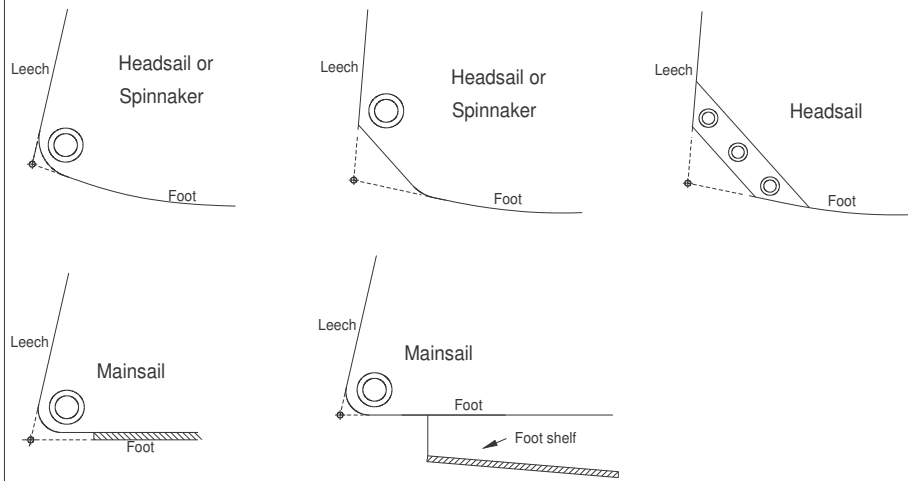 Leech
Headsail or
Spinnaker
Foot
Leech
Headsail or
Spinnaker
Foot
Leech
Headsail
Foot
Leech
Mainsail
Foot
Leech
Mainsail
Foot
Foot shelf